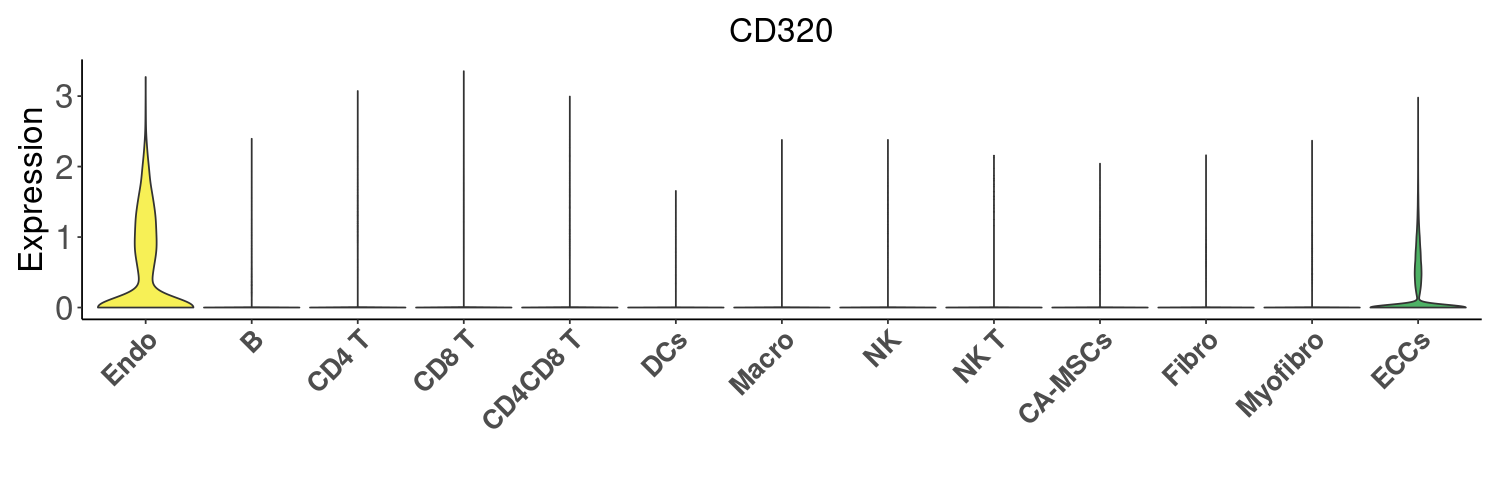 CD320
Expression
3
2
1
0
Endo
B
CD4 T
CD8 T
CD4CD8 T
DCs
Macro
NK
NK T
CA-MSCs
Fibro
Myofibro
ECCs